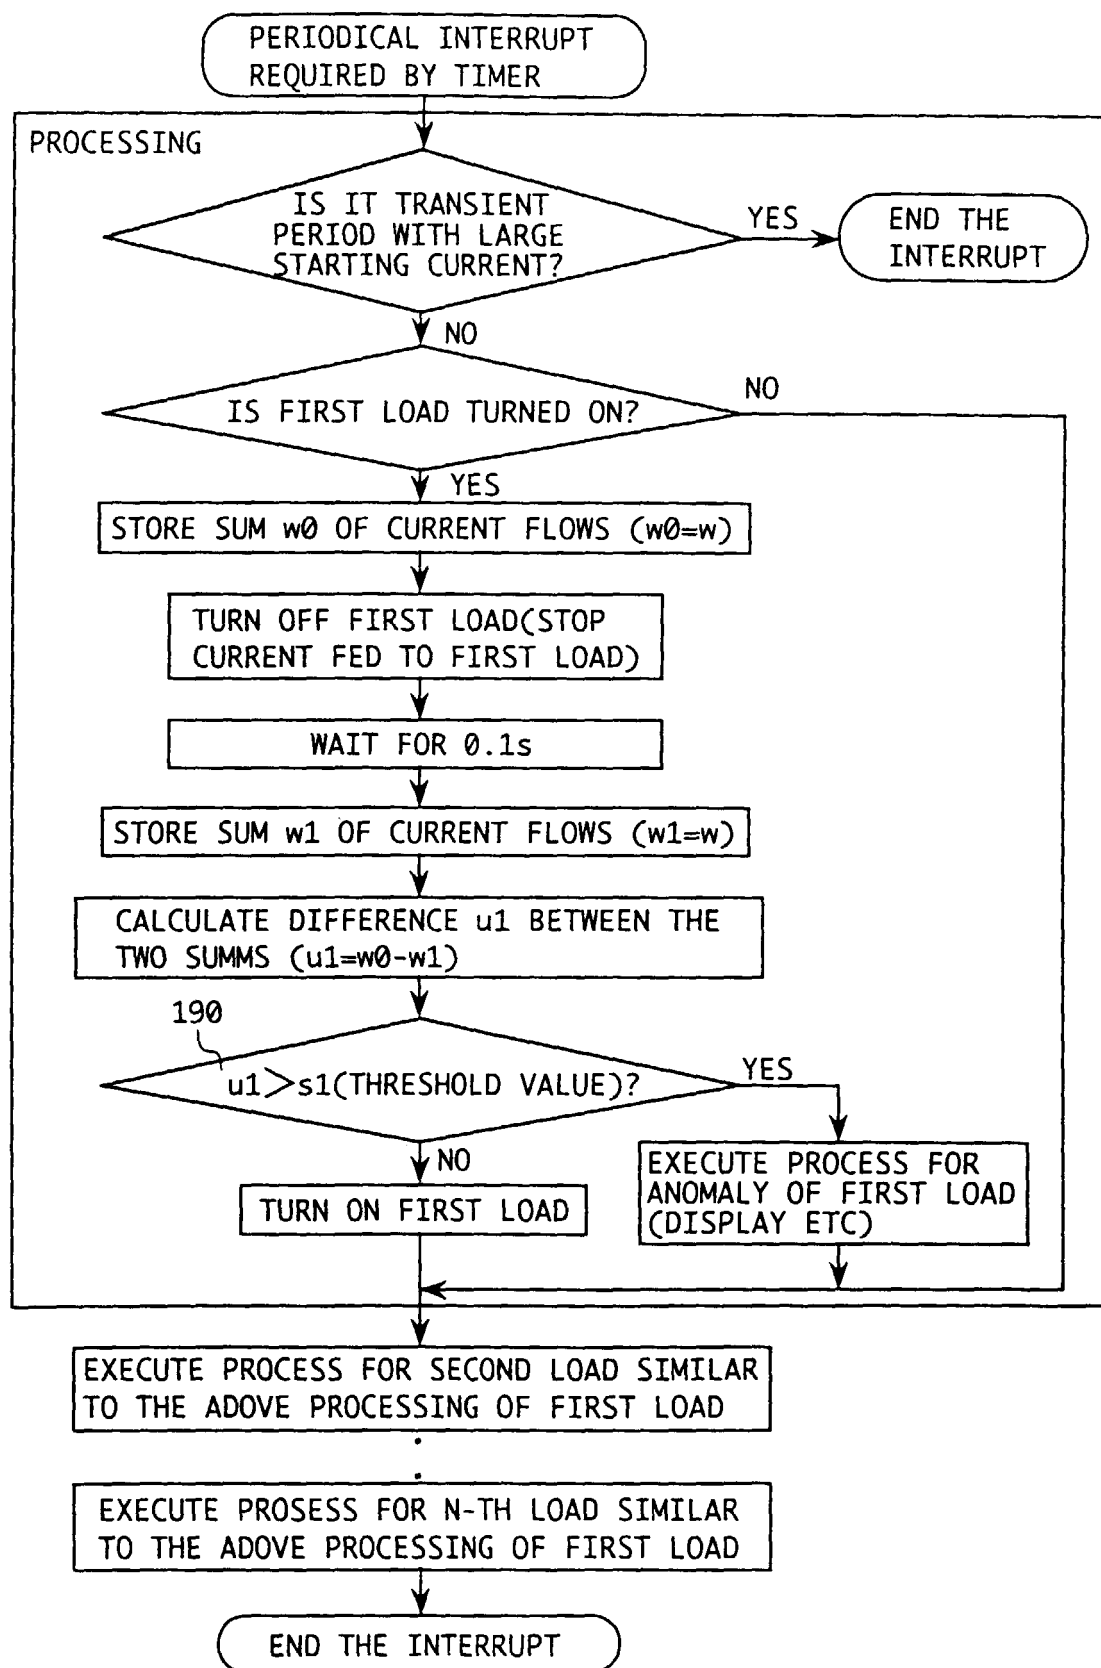 PERIODICAL INTERRUPT
REQUIRED BY TIMER
PROCESSING
IS IT TRANSIENT
PERIOD WITH LARGE
STARTING CURRENT?
YES
END THE
INTERRUPT
NO
IS FIRST LOAD TURNED ON?
NO
YES
STORE SUM w0 OF CURRENT FLOWS (w0=w)
TURN OFF FIRST LOAD(STOP
CURRENT FED TO FIRST LOAD)
WAIT FOR 0.1s
STORE SUM w1 OF CURRENT FLOWS (w1=w)
CALCULATE DIFFERENCE u1 BETWEEN THE
TWO SUMMS (u1=w0-w1)
190
u1>s1(THRESHOLD VALUE)?
YES
NO
EXECUTE PROCESS FOR
ANOMALY OF FIRST LOAD
(DISPLAY ETC)
TURN ON FIRST LOAD
EXECUTE PROCESS FOR SECOND LOAD SIMILAR
TO THE ADOVE PROCESSING OF FIRST LOAD
EXECUTE PROSESS FOR N-TH LOAD SIMILAR
TO THE ADOVE PROCESSING OF FIRST LOAD
END THE INTERRUPT